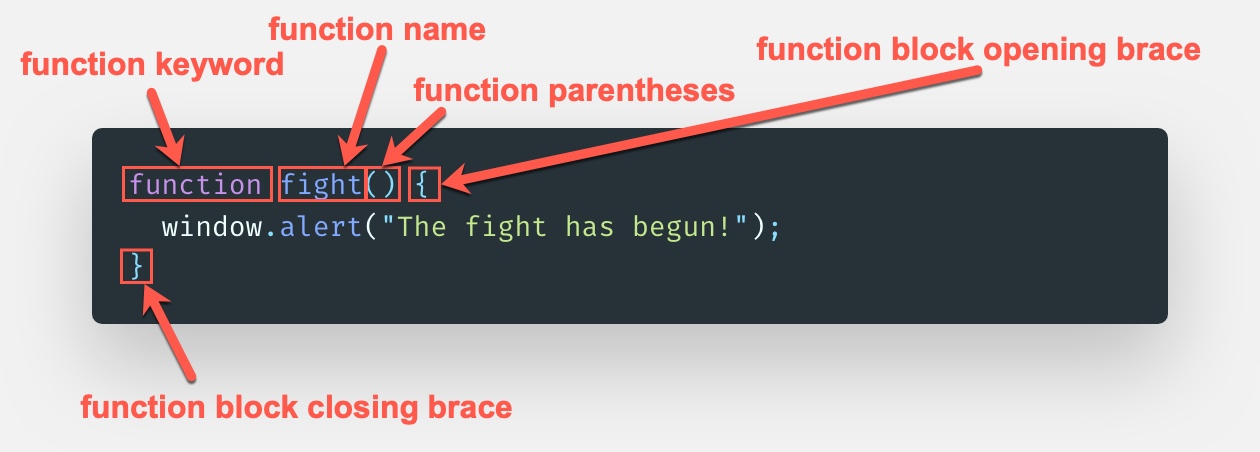 function name
function keyword
function block opening brace
function parentheses
function fight() {
window.alert("The fight has begun!");
}
function block closing brace